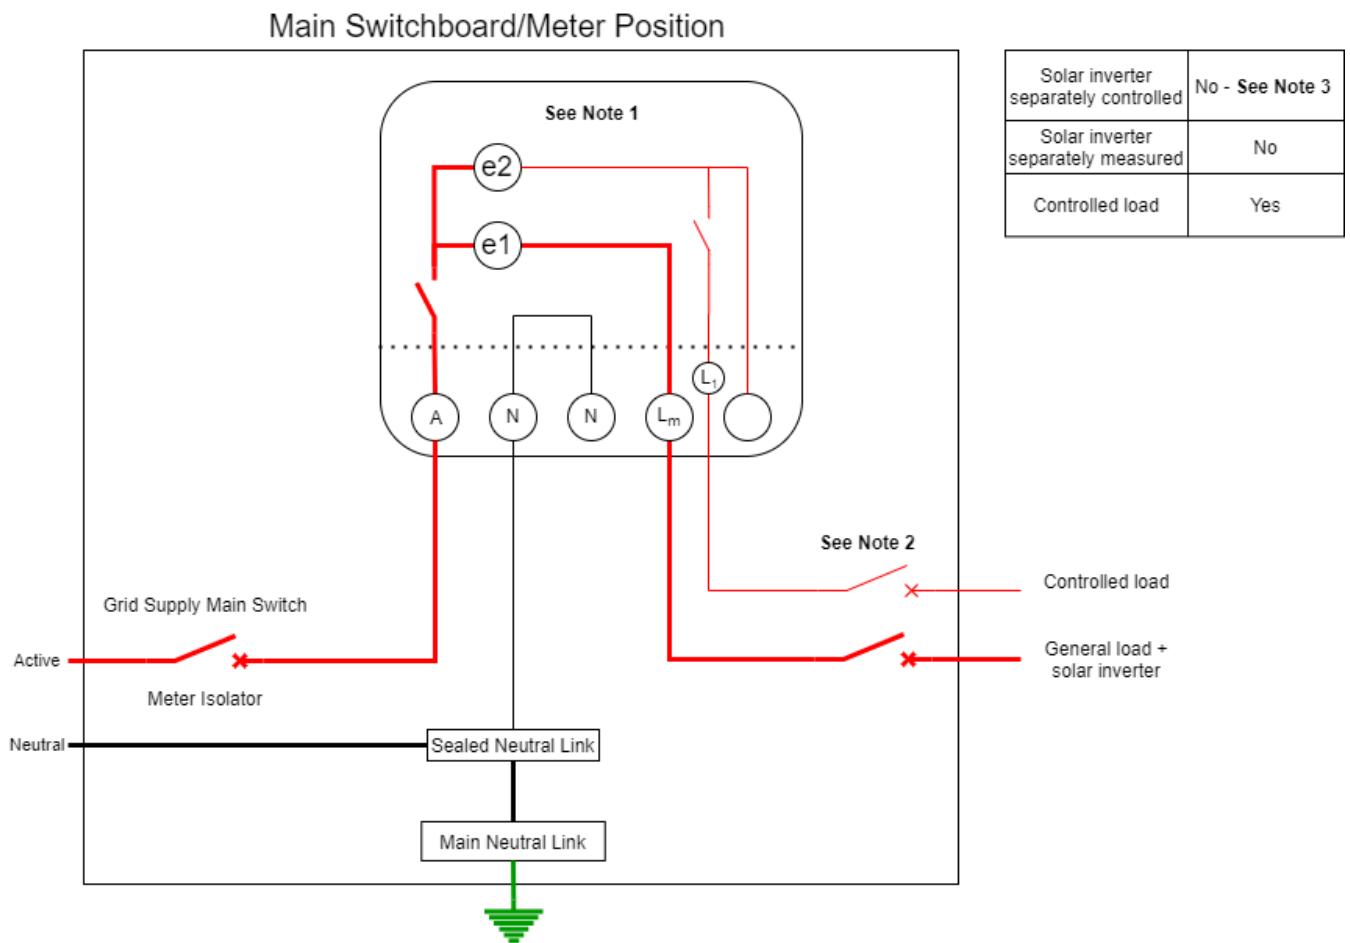 Main Switchboard/Meter Position
See Note 1
e2
e1
L1
A
N
N
Lm
Solar inverter
separately controlled
No - See Note 3
Solar inverter
separately measured
No
Controlled load
Yes
See Note 2
Controlled load
Grid Supply Main Switch
Active
General load +
solar inverter
Meter Isolator
Neutral
Sealed Neutral Link
Main Neutral Link